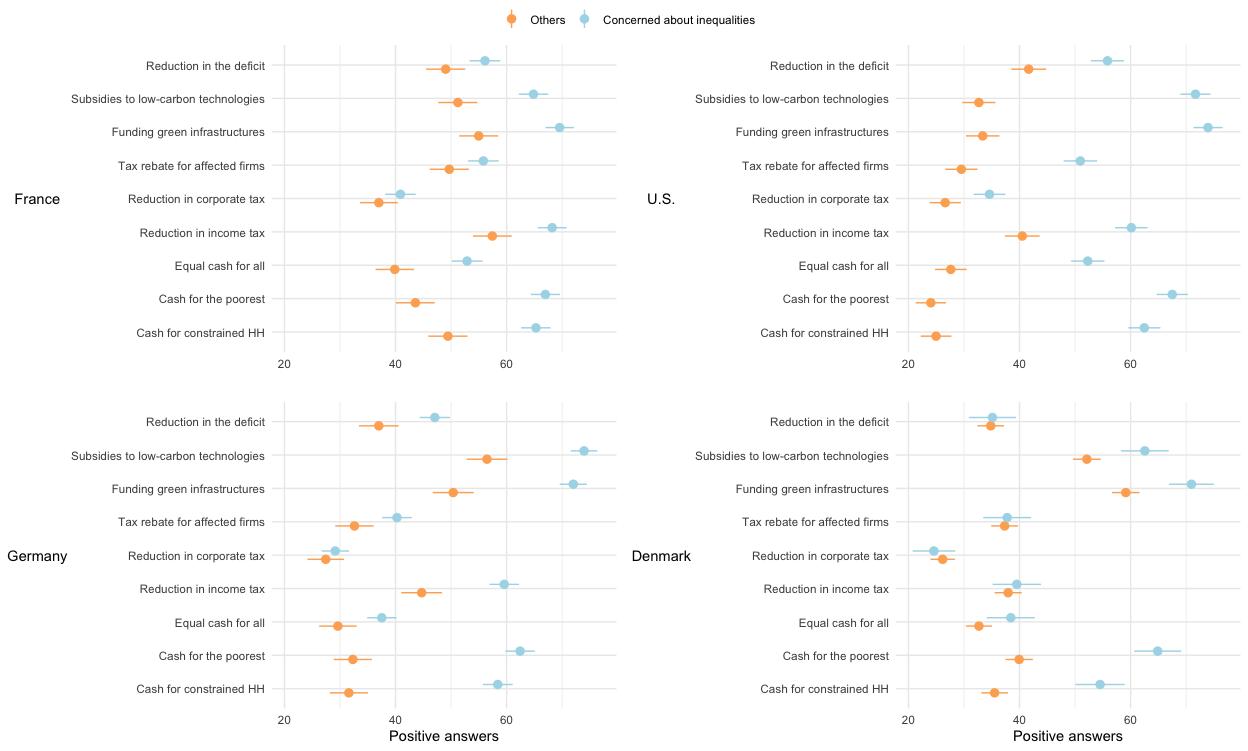 Others Concerned about inequalities
France
Reduction in the deficit
Subsidies to low-carbon technologies
Funding green infrastructures
Tax rebate for affected firms
Reduction in corporate tax
Reduction in income tax
Equal cash for all
Cash for the poorest
Cash for constrained HH
20 40 60
U.S.
Reduction in the deficit
Subsidies to low-carbon technologies
Funding green infrastructures
Tax rebate for affected firms
Reduction in corporate tax
Reduction in income tax
Equal cash for all
Cash for the poorest
Cash for constrained HH
20 40 60
Germany
Reduction in the deficit
Subsidies to low-carbon technologies
Funding green infrastructures
Tax rebate for affected firms
Reduction in corporate tax
Reduction in income tax
Equal cash for all
Cash for the poorest
Cash for constrained HH
20 40 60
Positive answers
Denmark
Reduction in the deficit
Subsidies to low-carbon technologies
Funding green infrastructures
Tax rebate for affected firms
Reduction in corporate tax
Reduction in income tax
Equal cash for all
Cash for the poorest
Cash for constrained HH
20 40 60
Positive answers